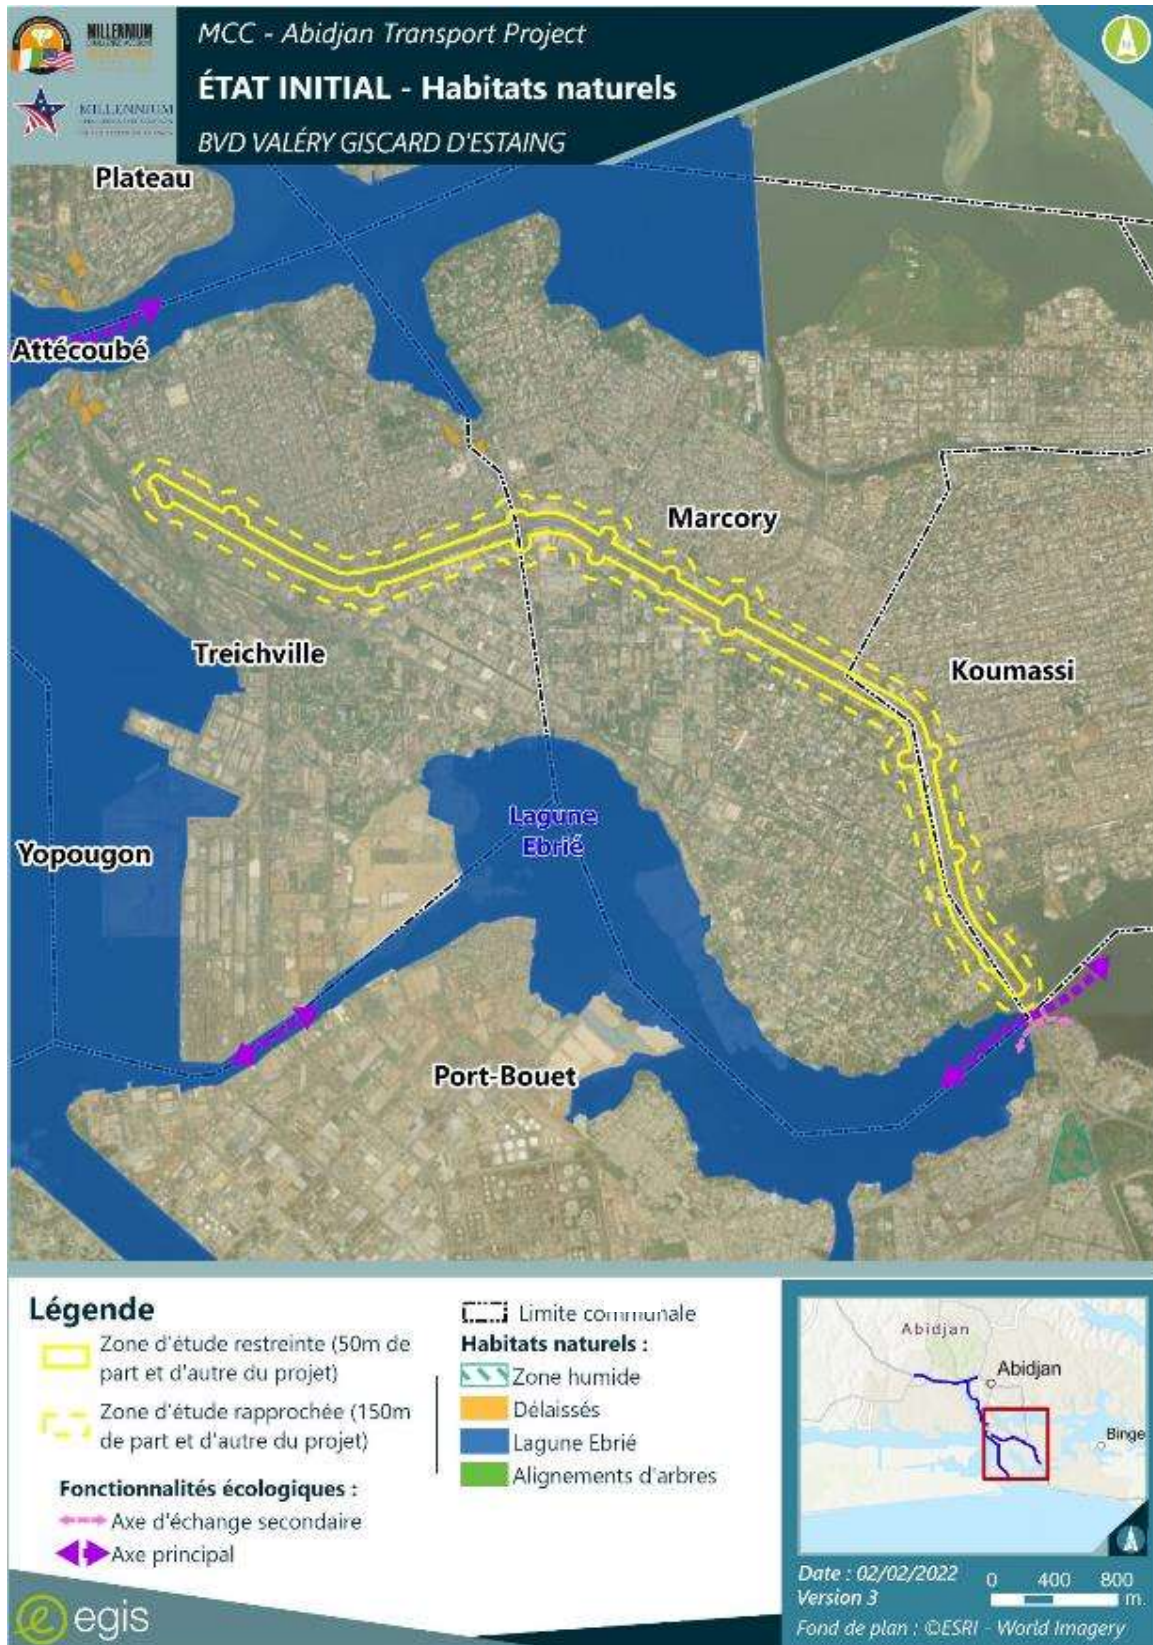 MILLENNIUM
MCC - Abidjan Transport Project
ÉTAT INITIAL - Habitats naturels
MILLENNIUM
BVD VALÉRY GISCARD D'ESTAING
Plateau
Attécoubé
Marcory
Treichville
Koumassi
Lagune
Ebrié
Yopougon
Port-Bouet
Légende
Zone d'étude restreinte (50m de
part et d'autre du projet)
Zone d'étude rapprochée (150m
de part et d'autre du projet)
Fonctionnalités écologiques :
Axe d'échange secondaire
Axe principal
Limite communale
Habitats naturels :
Zone humide
Délaissés
Lagune Ebrié
Alignements d'arbres
Abidjan
Abidjan
Binge
Date : 02/02/2022
Version 3
0 400 800
m.
Fond de plan : ©ESRI - World Imagery
egis